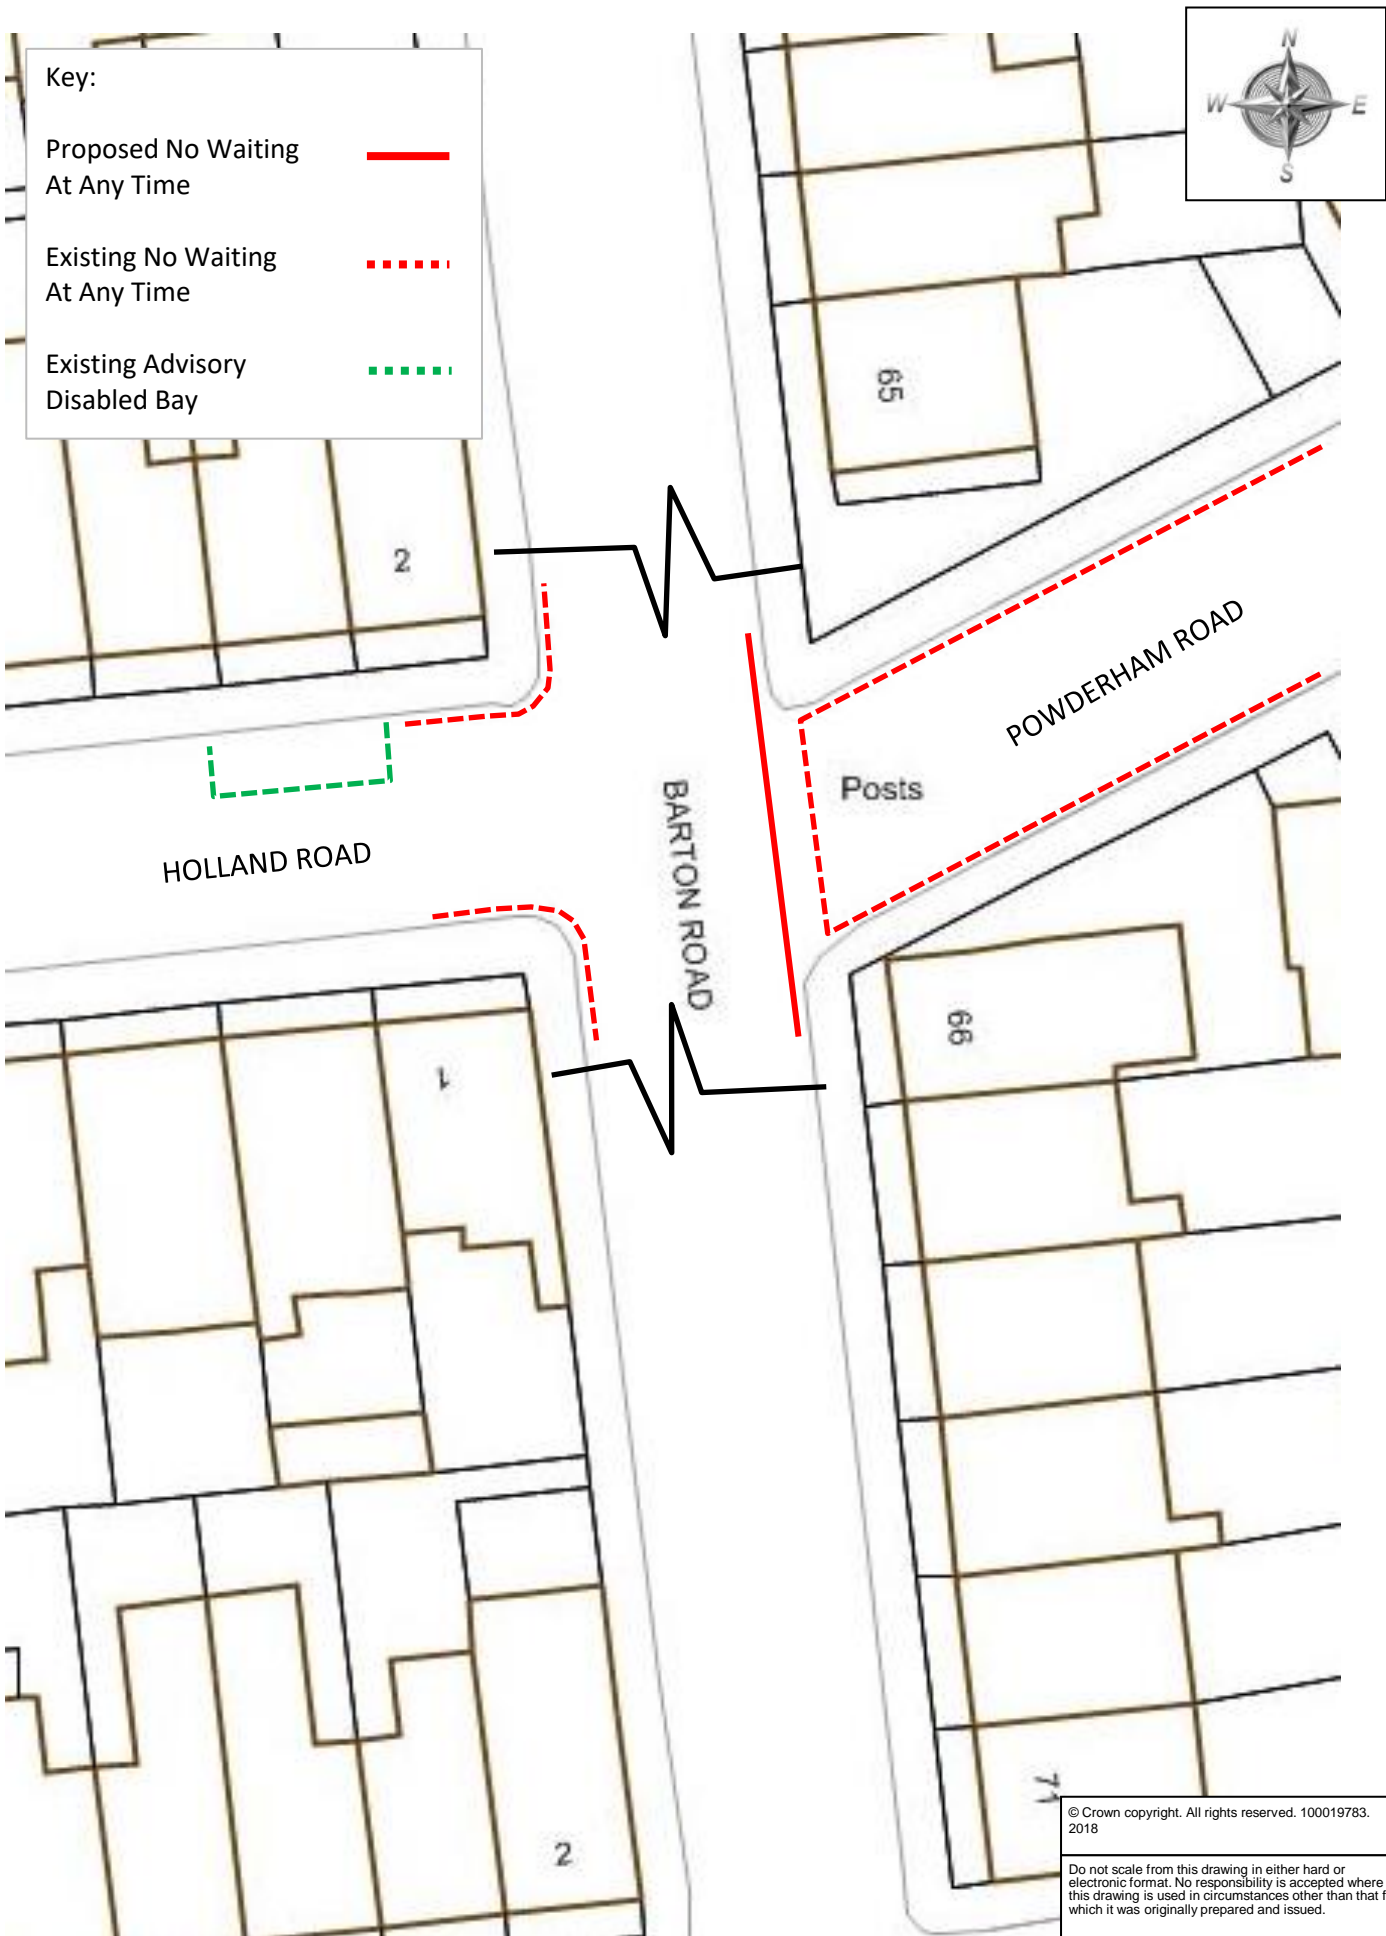 Key:
Proposed No Waiting
At Any Time
Existing No Waiting
At Any Time
Existing Advisory
Disabled Bay
N
W
E
S
65
2
POWDERHAM ROAD
Posts
BARTON ROAD
HOLLAND ROAD
66
1
71
2
© Crown copyright. All rights reserved. 100019783.
2018
Do not scale from this drawing in either hard or
electronic format. No responsibility is accepted where
this drawing is used in circumstances other than that f
which it was originally prepared and issued.